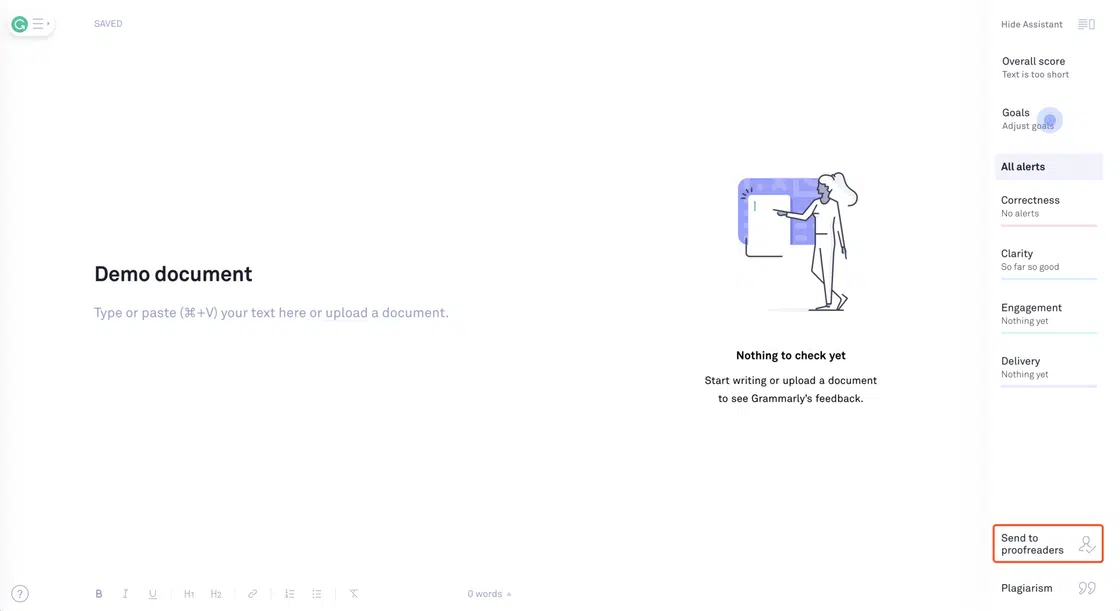 SAVED
Demo document
Type or paste (⌘+V) your text here or upload a document.
B I U H1 H2
0 words
?
Nothing to check yet
Start writing or upload a document
to see Grammarly's feedback.
Hide Assistant
Overall score
Text is too short
Goals
Adjust goals
All alerts
Correctness
No alerts
Clarity
So far so good
Engagement
Nothing yet
Delivery
Nothing yet
Send to
proofreaders
Plagiarism